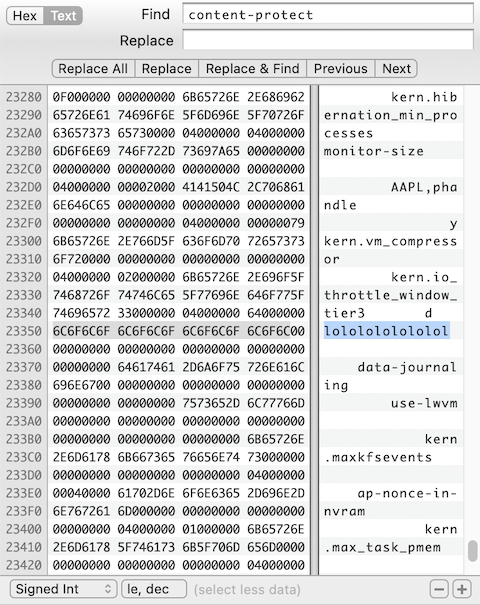 Hex Text Find content-protect
Replace
Replace All Replace Replace & Find Previous Next
23280 0F000000 00000000 6B65726E 2E686962 kern.hib
23290 65726E61 74696F6E 5F6D696E 5F70726F ernation_min_pro
232A0 63657373 65730000 00000400 04000000 cesses
232B0 6D6F6E69 746F722D 73697A65 00000000 monitor-size
232C0 00000000 00000000 00000000 00000000
232D0 04000000 00002000 4141504C 2C706861 AAPL,pha
232E0 6E646C65 00000000 00000000 00000000 ndle
232F0 00000000 00000000 04000000 00000079 y
23300 6B65726E 2E766D5F 636F6D70 72657373 kern.vm_compress
23310 6F720000 00000000 00000000 00000000 or
23320 04000000 02000000 6B65726E 2E696F5F kern.io_
23330 7468726F 74746C65 5F77696E 646F775F throttle_window_
23340 74696572 33000000 04000000 64000000 tier3 d
23350 6C6F6C6F 6C6F6C6F 6C6F6C6F 6C6F6C00 lolololololololol
23360 00000000 00000000 00000000 00000000
23370 00000000 64617461 2D6A6F75 726E616C data-journal
23380 696E6700 00000000 00000000 00000000 ing
23390 00000000 00000000 7573652D 6C77766D use-lwvm
233A0 00000000 00000000 00000000 00000000
233B0 00000000 00000000 00000000 6B65726E kern
233C0 2E6D6178 6B667365 76656E74 73000000 .maxkfsevents
233D0 00000000 00000000 00000000 04000000
233E0 00040000 61702D6E 6F6E6365 2D696E2D ap-nonce-in-
233F0 6E767261 6D000000 00000000 00000000 nvram
23400 00000000 04000000 01000000 6B65726E kern
23410 2E6D6178 5F746173 6B5F706D 656D0000 .max_task_pmem
23420 00000000 00000000 00000000 04000000
Signed Int le, dec (select less data)